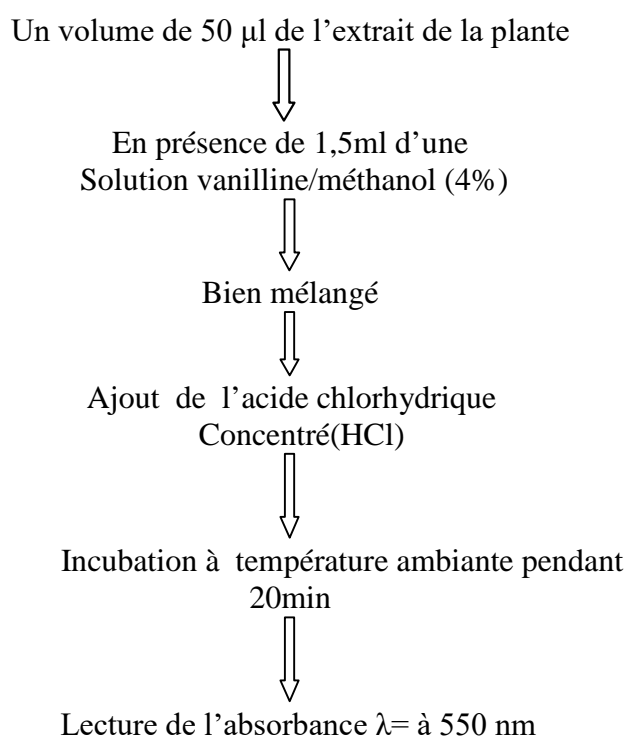 Un volume de 50 μl de l’extrait de la plante
En présence de 1,5ml d’une
Solution vanilline/méthanol (4%)
Bien mélangé
Ajout de l’acide chlorhydrique
Concentré(HCl)
Incubation à température ambiante pendant
20min
Lecture de l’absorbance λ= à 550 nm